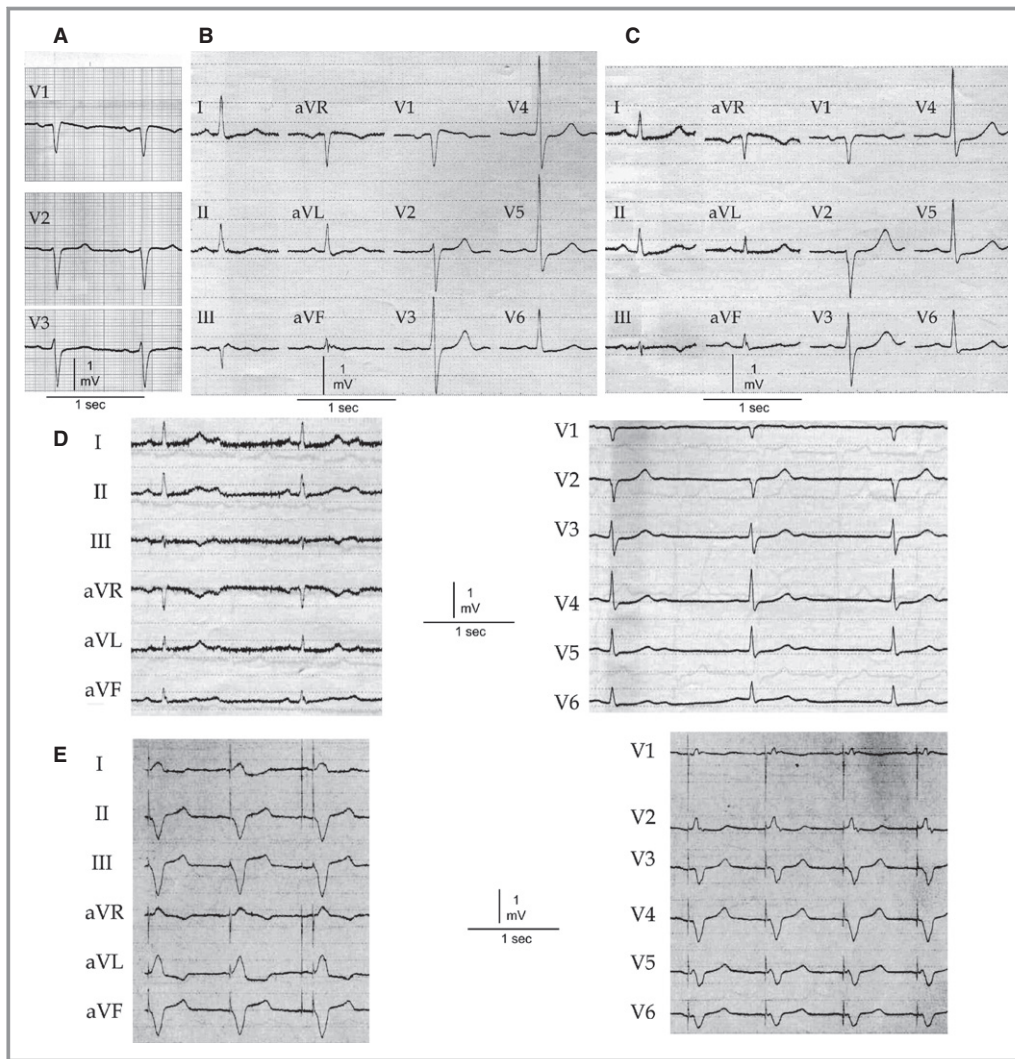 A
B
C
V1
V2
V3
1
mV
1 sec
I aVR V1 V4
II aVL V2 V5
III aVF V3 V6
1
mV
1 sec
I aVR V1 V4
II aVL V2 V5
III aVF V3 V6
1
mV
1 sec
D
I
II
III
aVR
aVL
aVF
1
mV
1 sec
V1
V2
V3
V4
V5
V6
E
I
II
III
aVR
aVL
aVF
1
mV
1 sec
V1
V2
V3
V4
V5
V6